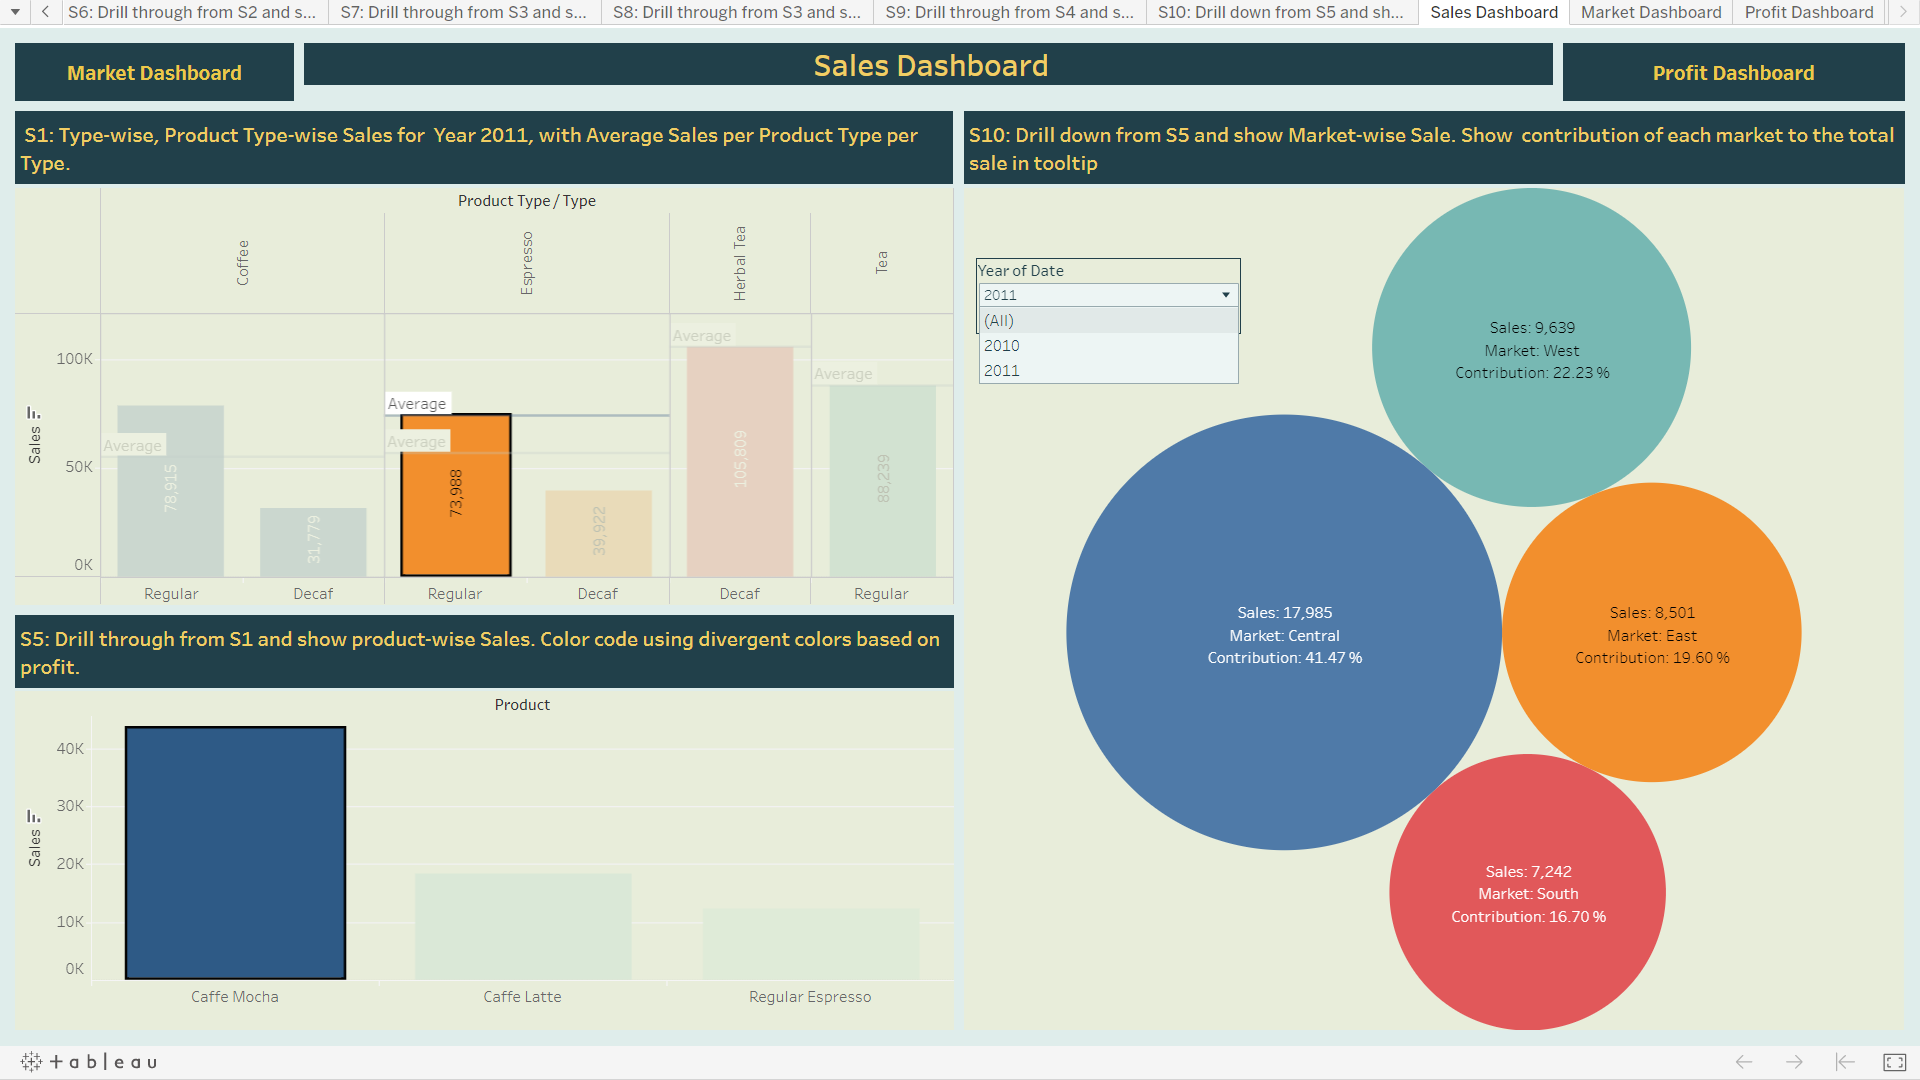 S6: Drill through from S2 and s...
S7: Drill through from S3 and s...
S8: Drill through from S3 and s...
S9: Drill through from S4 and s...
S10: Drill down from S5 and sh...
Sales Dashboard
Market Dashboard
Profit Dashboard
Market Dashboard
Sales Dashboard
Profit Dashboard
S1: Type-wise, Product Type-wise Sales for  Year 2011, with Average Sales per Product Type per
Type.
Product Type / Type
Coffee
Espresso
Herbal Tea
Tea
Sales
100K
50K
0K
Average
78,915
31,779
Average
Average
73,988
39,922
Average
105,809
Average
88,239
Regular
Decaf
Regular
Decaf
Decaf
Regular
S5: Drill through from S1 and show product-wise Sales. Color code using divergent colors based on
profit.
Product
Sales
40K
30K
20K
10K
0K
Caffe Mocha
Caffe Latte
Regular Espresso
S10: Drill down from S5 and show Market-wise Sale. Show  contribution of each market to the total
sale in tooltip
Year of Date
2011
(All)
2010
2011
Sales: 9,639
Market: West
Contribution: 22.23 %
Sales: 17,985
Market: Central
Contribution: 41.47 %
Sales: 8,501
Market: East
Contribution: 19.60 %
Sales: 7,242
Market: South
Contribution: 16.70 %
+ a b | e a u